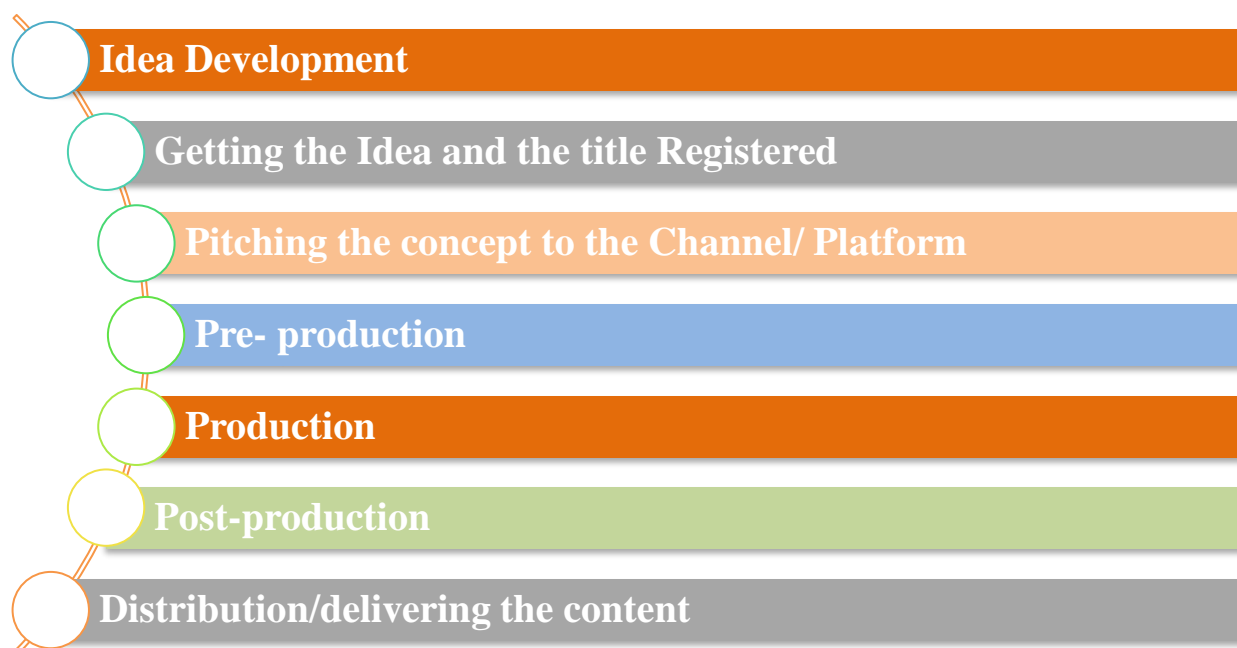 Idea Development
Getting the Idea and the title Registered
Pitching the concept to the Channel/ Platform
Pre- production
Production
Post-production
Distribution/delivering the content